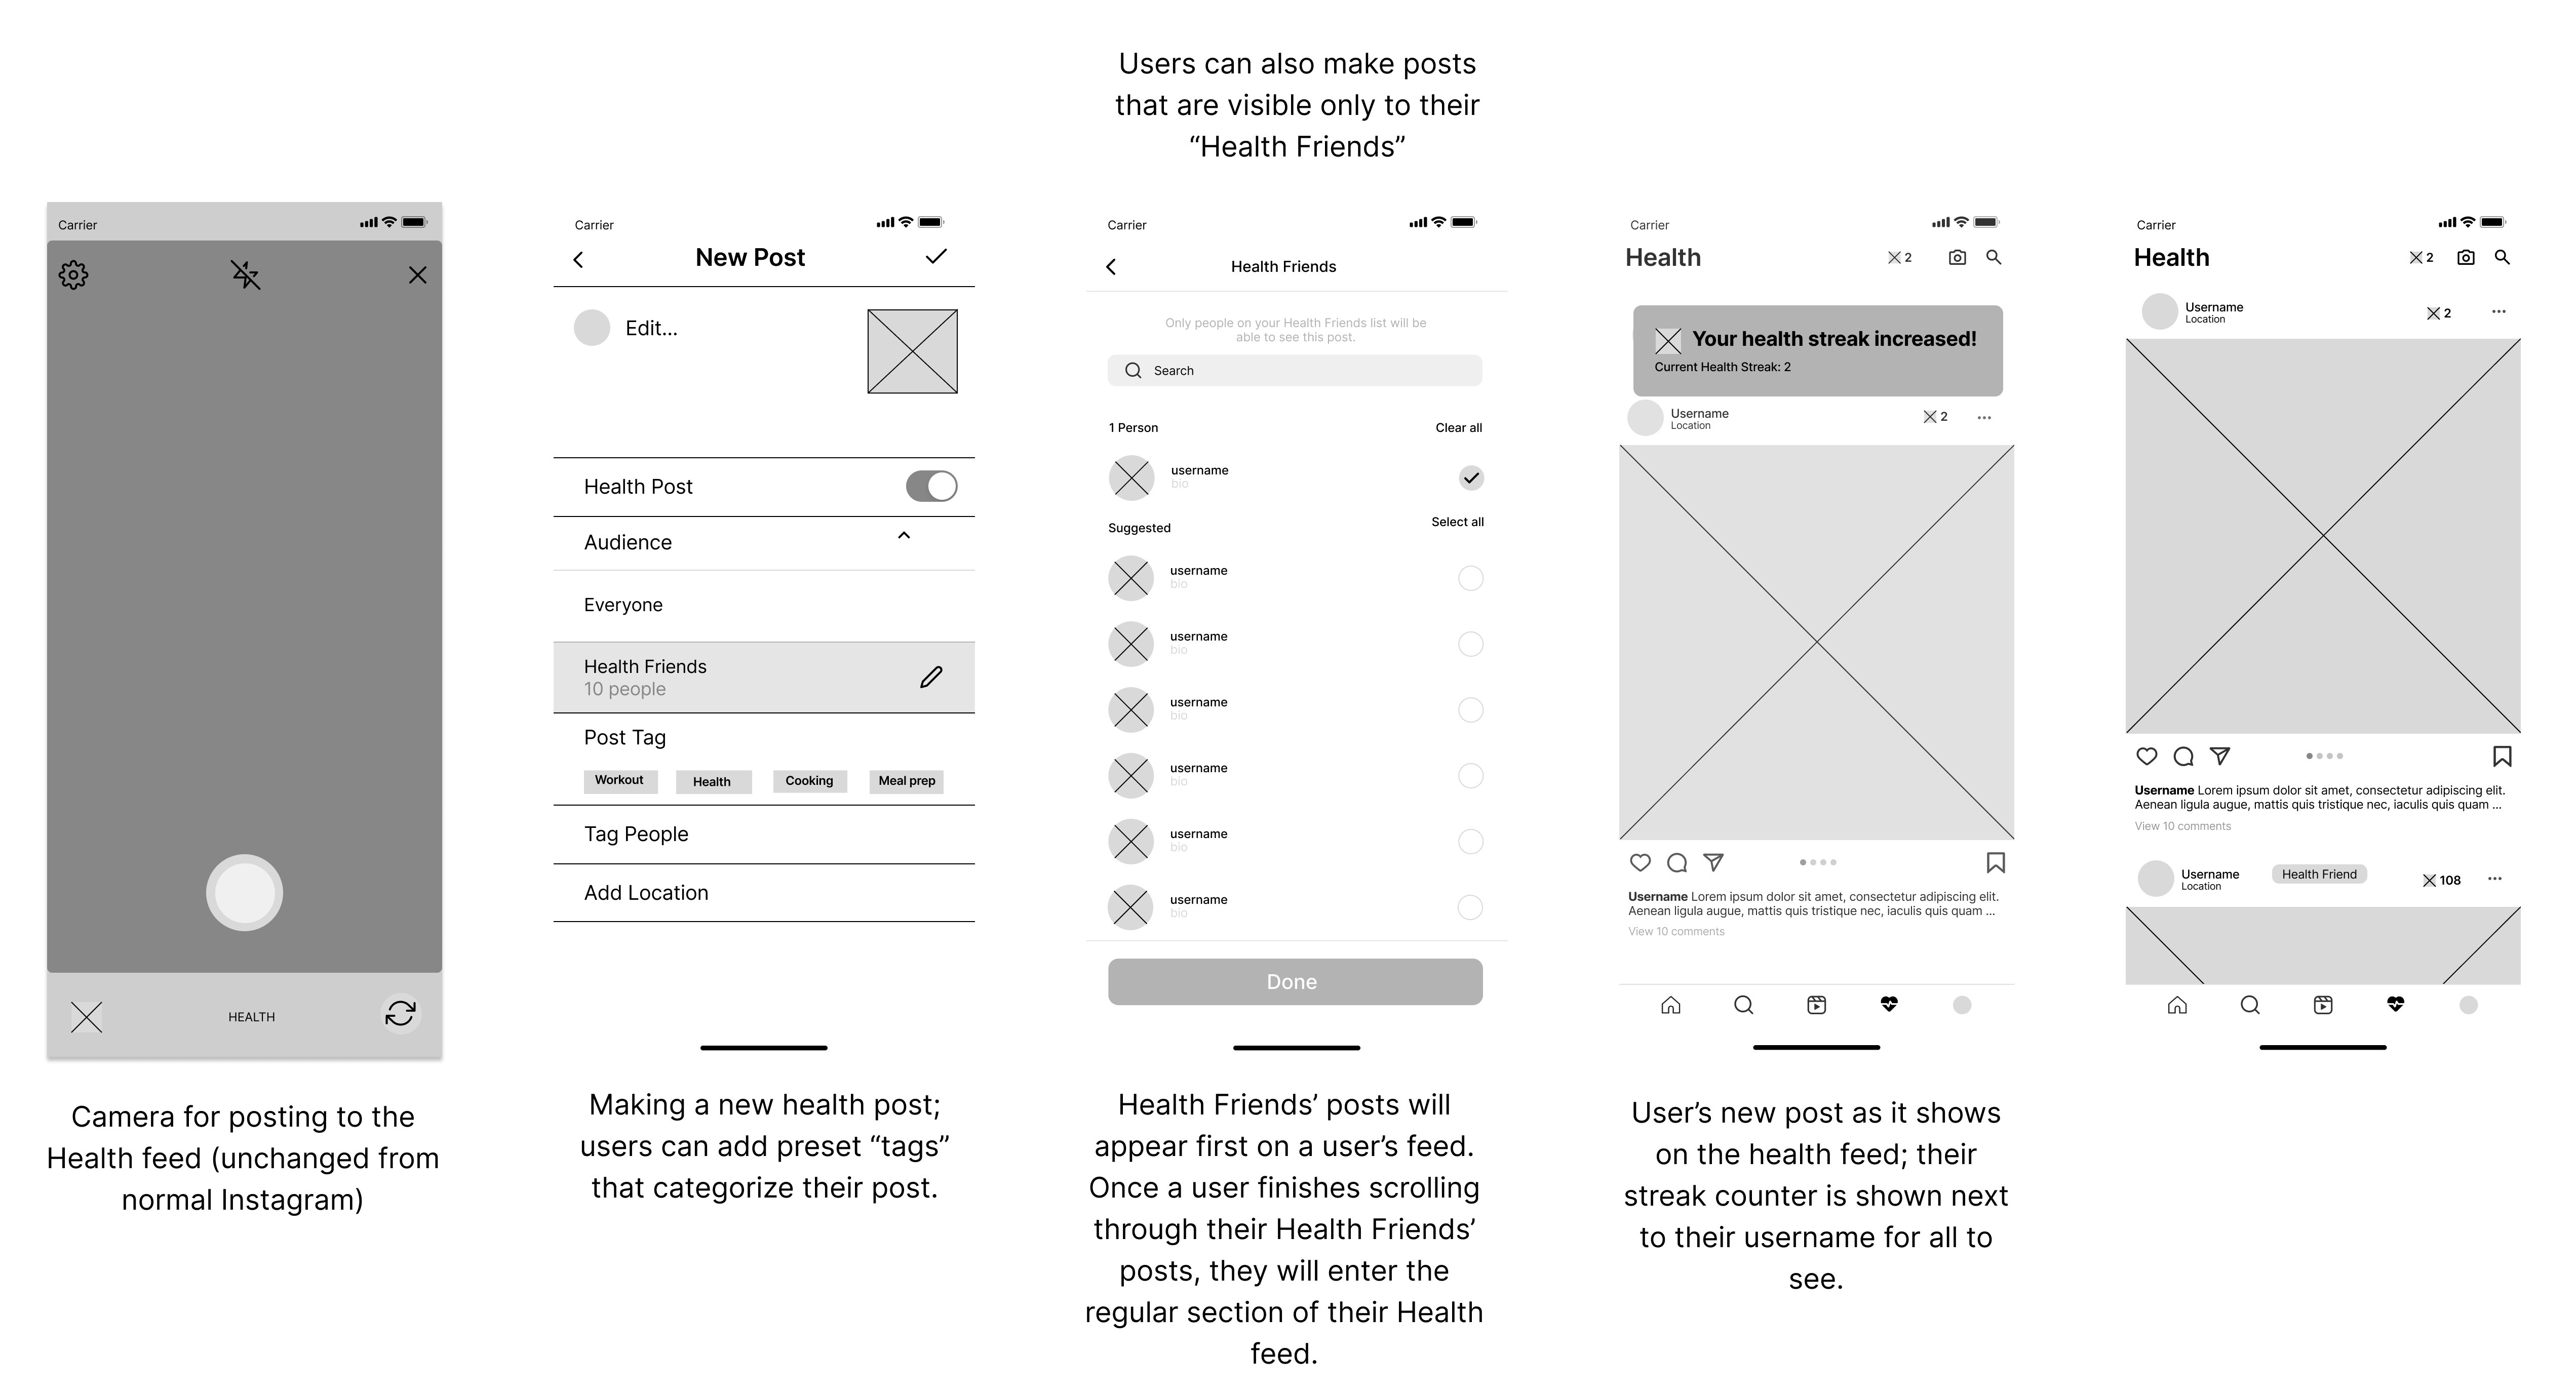 Users can also make posts
that are visible only to their
“Health Friends”
Carrier
HEALTH
Camera for posting to the
Health feed (unchanged from
normal Instagram)
Carrier
New Post
Edit...
Health Post
Audience
Everyone
Health Friends
10 people
Post Tag
Workout Health Cooking Meal prep
Tag People
Add Location
Making a new health post;
users can add preset “tags”
that categorize their post.
Carrier
Health Friends
Only people on your Health Friends list will be
able to see this post.
Search
1 Person Clear all
username
bio
Suggested Select all
username
bio
username
bio
username
bio
username
bio
username
bio
username
bio
Done
Health Friends’ posts will
appear first on a user’s feed.
Once a user finishes scrolling
through their Health Friends’
posts, they will enter the
regular section of their Health
feed.
Carrier
Health 2
Your health streak increased!
Current Health Streak: 2
Username 2
Location
Username Lorem ipsum dolor sit amet, consectetur adipiscing elit.
Aenean ligula augue, mattis quis tristique nec, iaculis quis quam ...
View 10 comments
User’s new post as it shows
on the health feed; their
streak counter is shown next
to their username for all to
see.
Carrier
Health 2
Username 2
Location
Username Lorem ipsum dolor sit amet, consectetur adipiscing elit.
Aenean ligula augue, mattis quis tristique nec, iaculis quis quam ...
View 10 comments
Username Health Friend 108
Location